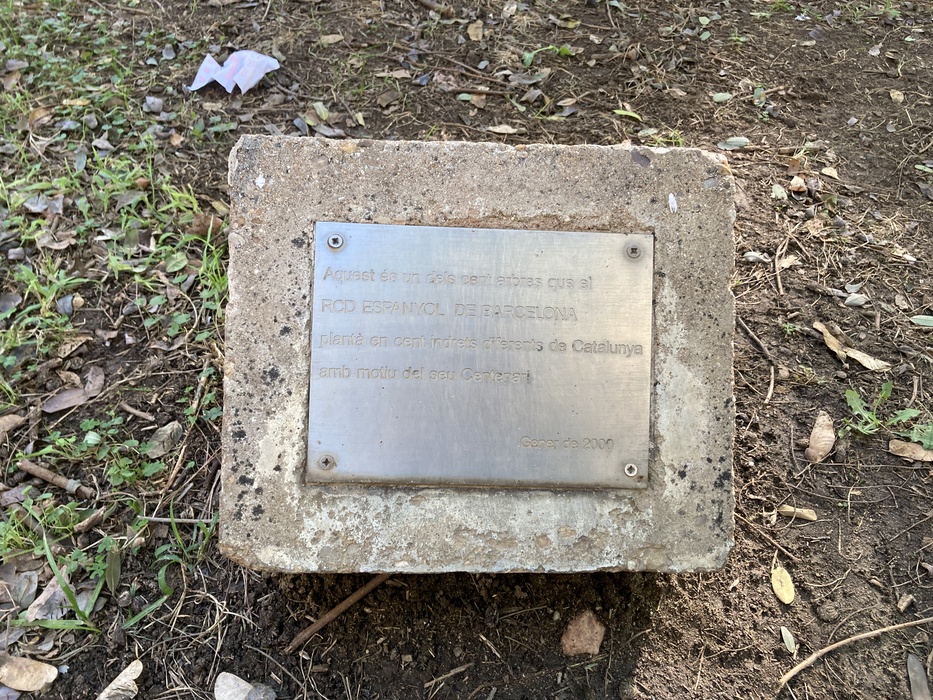 Aquest és un dels cent arbres que el
RCD ESPANYOL DE BARCELONA
plantà en cent indrets diferents de Catalunya
amb motiu del seu Centenari
Gener de 2000